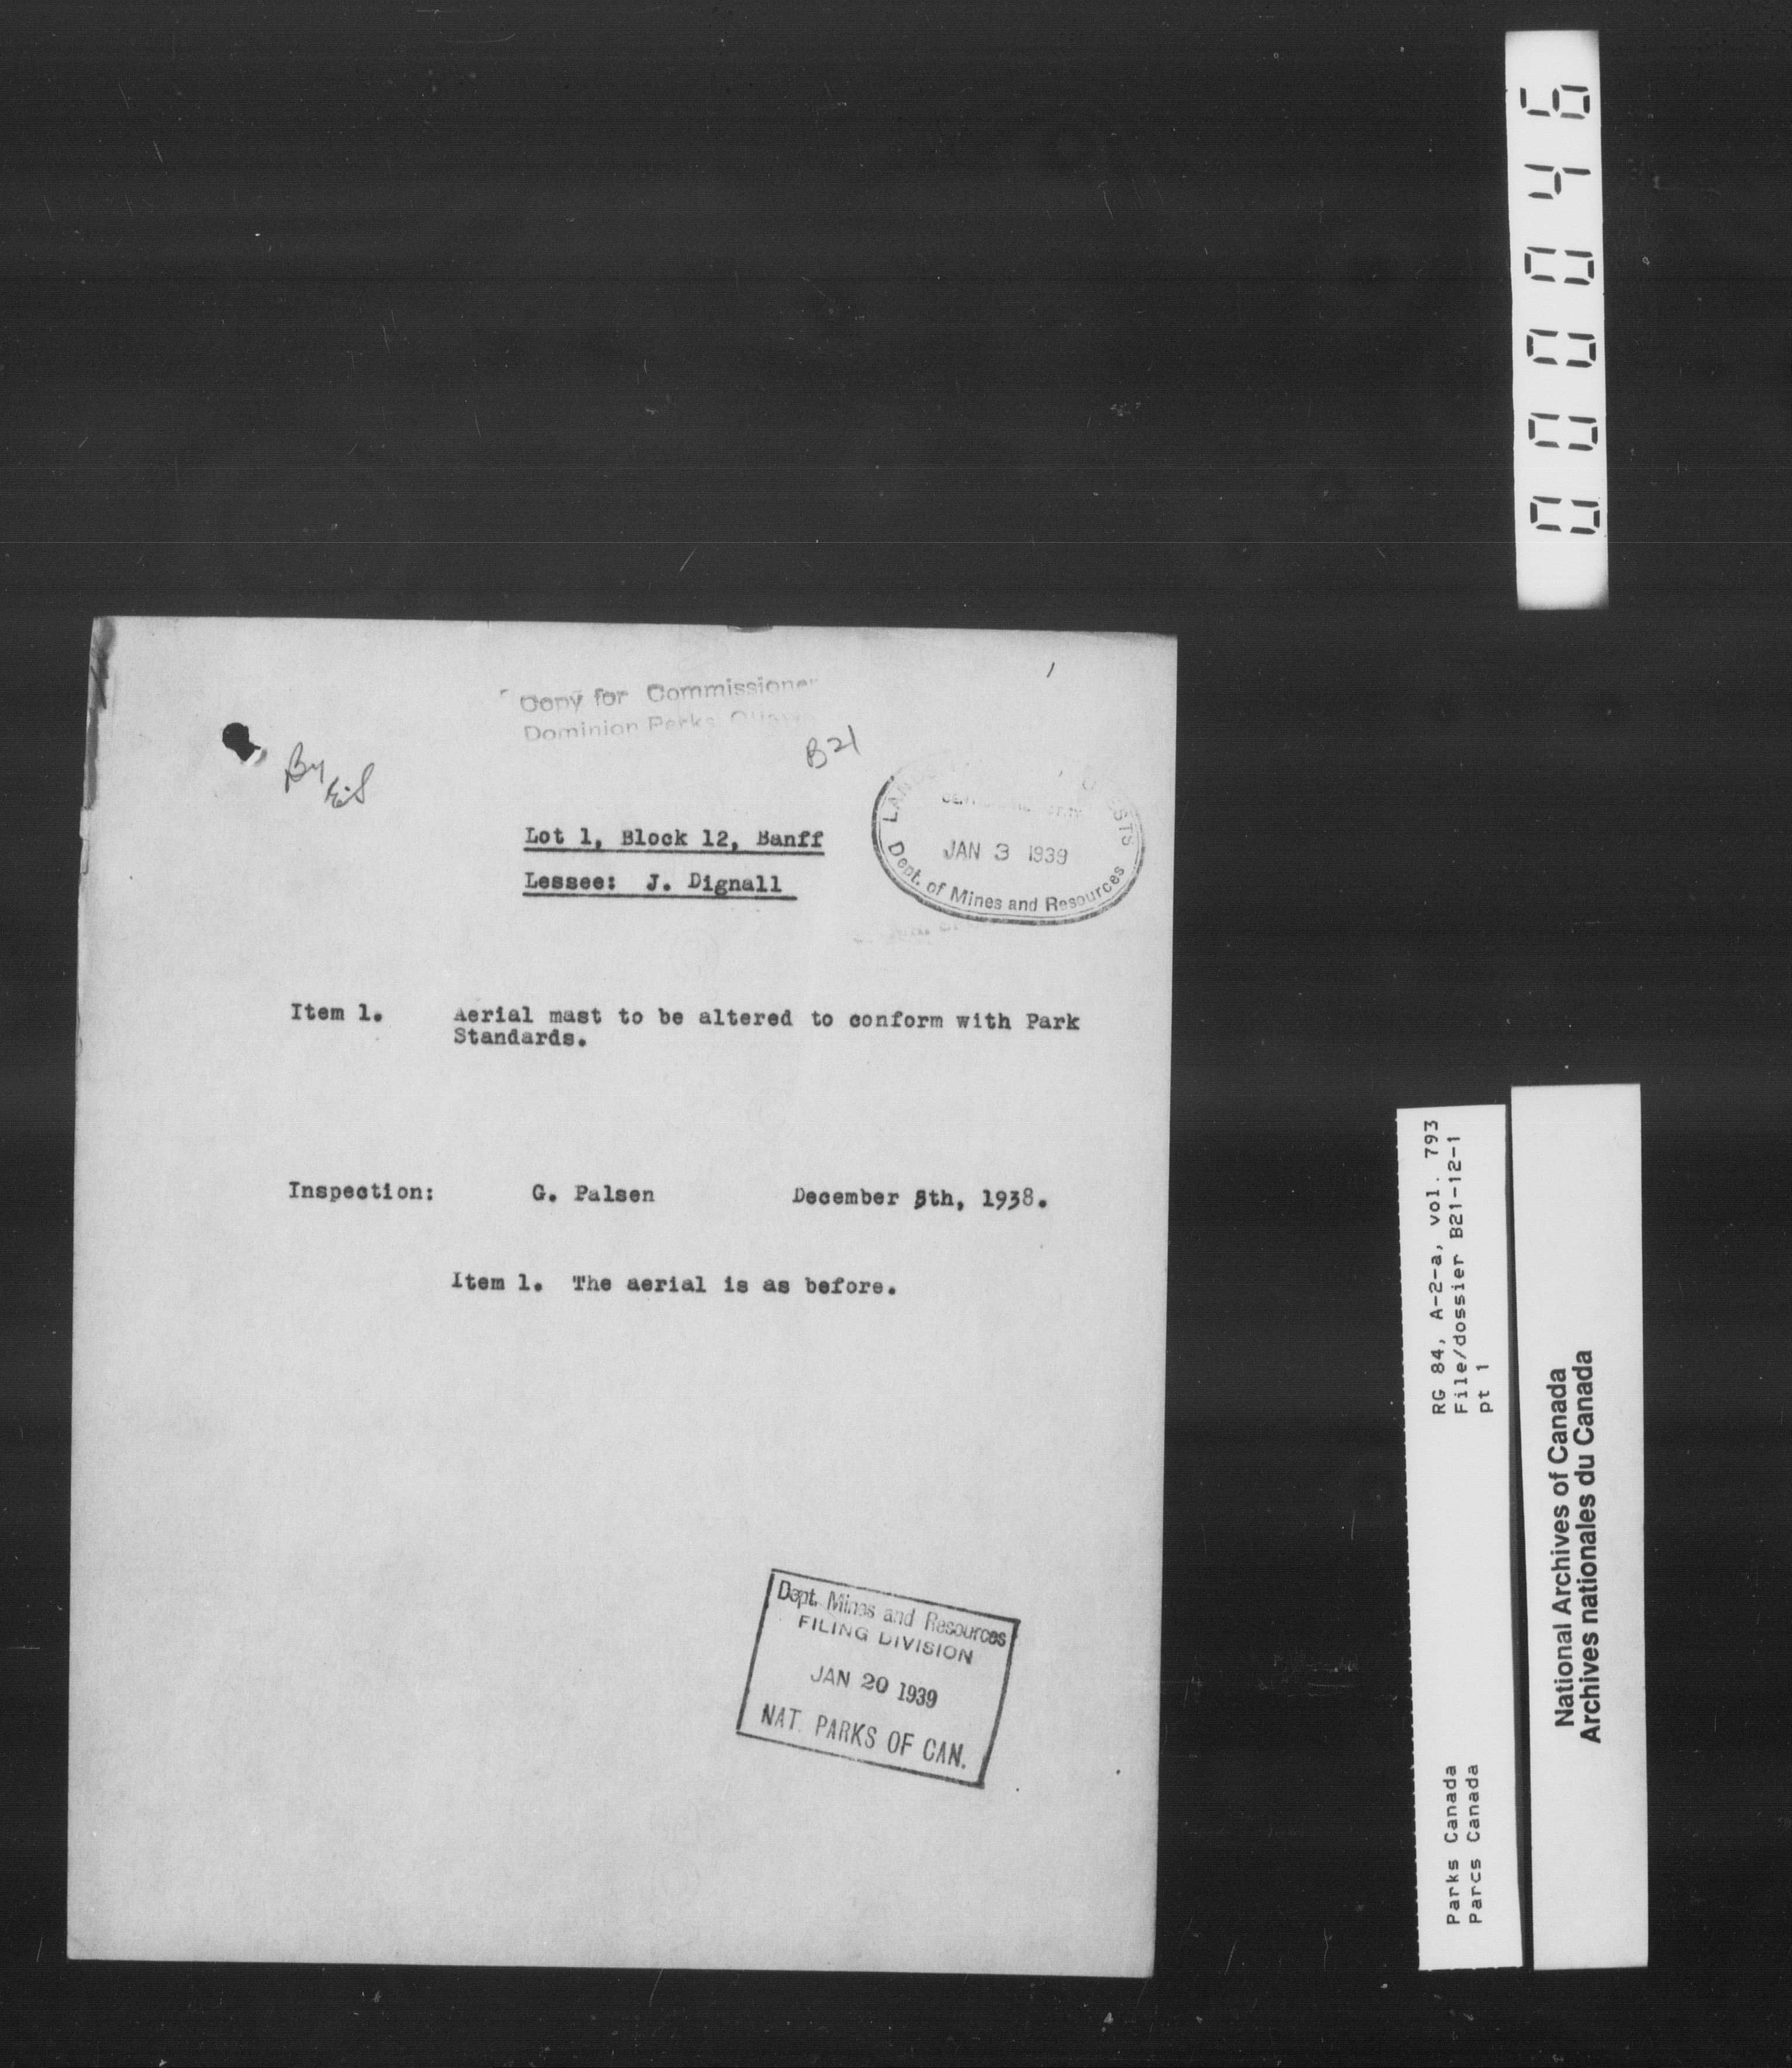 000046
Copy for Commissioner
Dominion Parks, Ottawa
B21
By
E.S
LANDS
JAN 3 1939
Dept. of Mines and Resources
Lot 1, Block 12, Banff
Lessee: J. Dignall
Item 1. Aerial mast to be altered to conform with Park
Standards.
Inspection: G. Palsen December 5th, 1938.
Item 1. The aerial is as before.
Dept. Mines and Resources
FILING DIVISION
JAN 20 1939
NAT. PARKS OF CAN.
RG 84, A-2-a, vol. 793
File/dossier B21-12-1
pt 1
Parks Canada
Parcs Canada
National Archives of Canada
Archives nationales du Canada